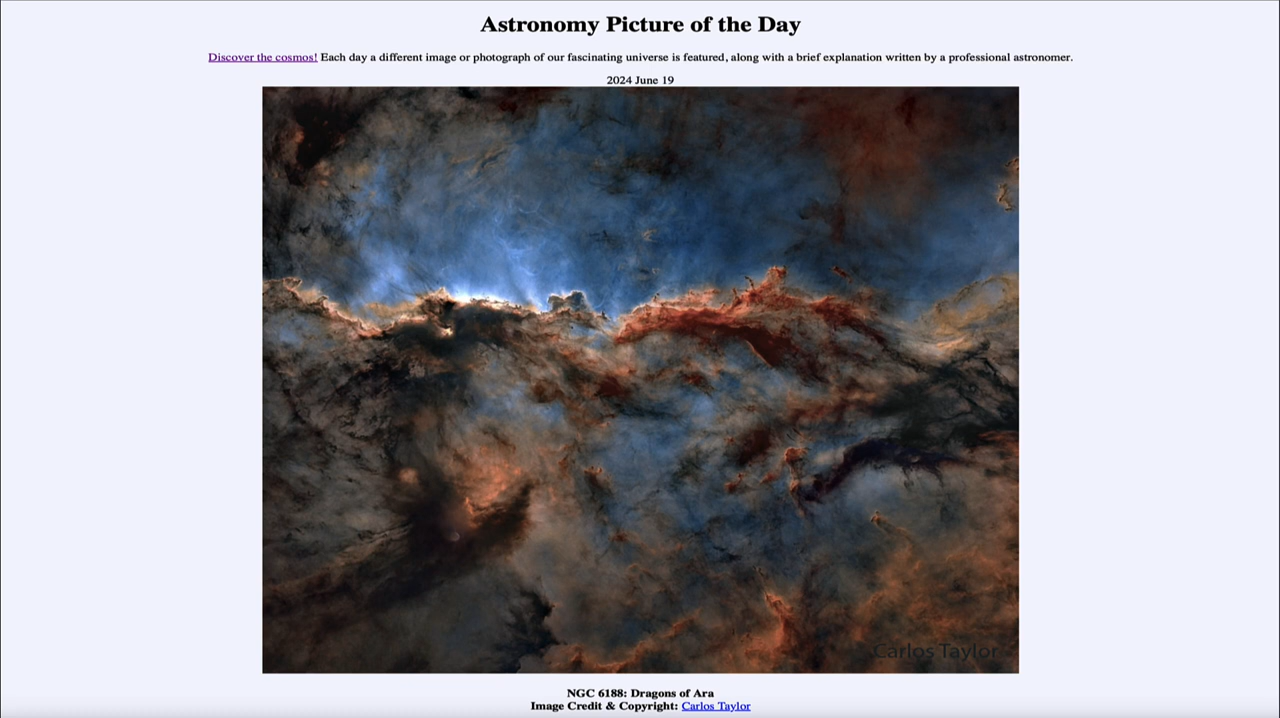 Astronomy Picture of the Day
Discover the cosmos! Each day a different image or photograph of our fascinating universe is featured, along with a brief explanation written by a professional astronomer.
2024 June 19
Carlos Taylor
NGC 6188: Dragons of Ara
Image Credit & Copyright: Carlos Taylor